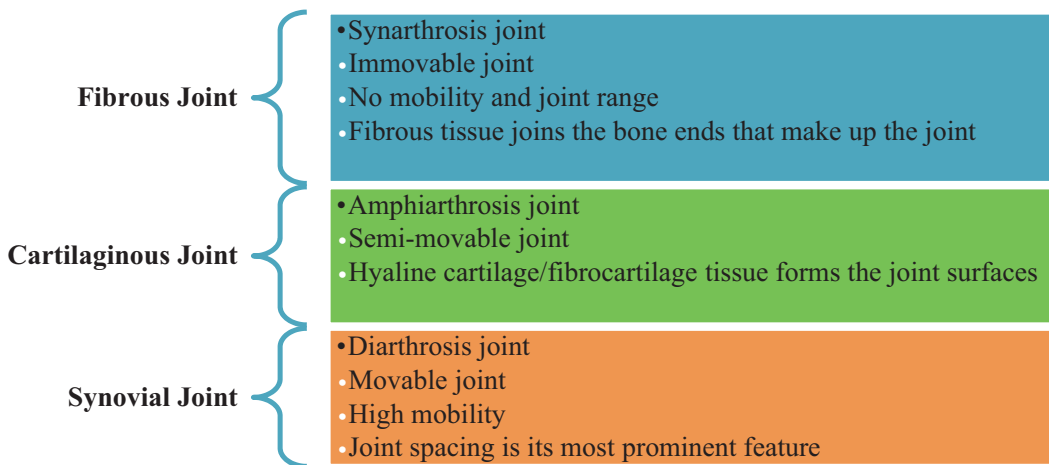 Fibrous Joint
•Synarthrosis joint
•Immovable joint
•No mobility and joint range
•Fibrous tissue joins the bone ends that make up the joint
Cartilaginous Joint
•Amphiarthrosis joint
•Semi-movable joint
•Hyaline cartilage/fibrocartilage tissue forms the joint surfaces
Synovial Joint
•Diarthrosis joint
•Movable joint
•High mobility
•Joint spacing is its most prominent feature